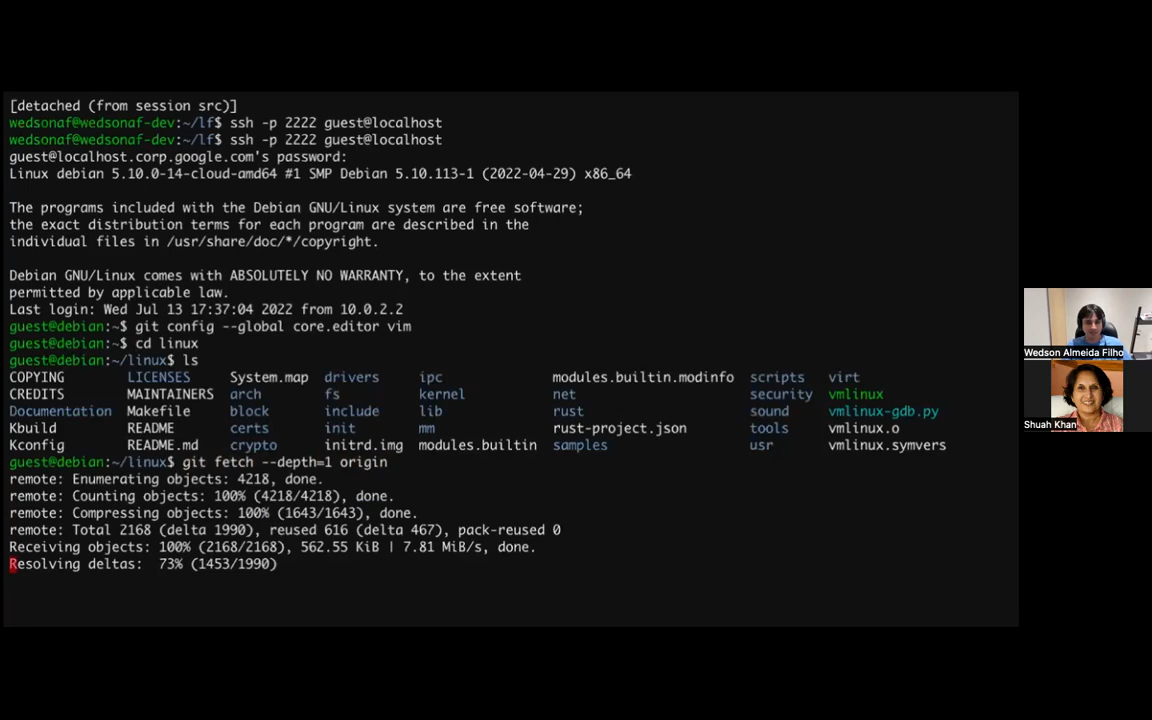 [detached (from session src)]
wedsonaf@wedsonaf-dev:~/lf$ ssh -p 2222 guest@localhost
wedsonaf@wedsonaf-dev:~/lf$ ssh -p 2222 guest@localhost
guest@localhost.corp.google.com's password:
Linux debian 5.10.0-14-cloud-amd64 #1 SMP Debian 5.10.113-1 (2022-04-29) x86_64
The programs included with the Debian GNU/Linux system are free software;
the exact distribution terms for each program are described in the
individual files in /usr/share/doc/*/copyright.
Debian GNU/Linux comes with ABSOLUTELY NO WARRANTY, to the extent
permitted by applicable law.
Last login: Wed Jul 13 17:37:04 2022 from 10.0.2.2
guest@debian:~$ git config --global core.editor vim
guest@debian:~$ cd linux
guest@debian:~/linux$ ls
COPYING LICENSES System.map drivers ipc modules.builtin.modinfo scripts virt
CREDITS MAINTAINERS arch fs kernel net security vmlinux
Documentation Makefile block include lib rust sound vmlinux-gdb.py
Kbuild README certs init mm rust-project.json tools vmlinux.o
Kconfig README.md crypto initrd.img modules.builtin samples usr vmlinux.symvers
guest@debian:~/linux$ git fetch --depth=1 origin
remote: Enumerating objects: 4218, done.
remote: Counting objects: 100% (4218/4218), done.
remote: Compressing objects: 100% (1643/1643), done.
remote: Total 2168 (delta 1990), reused 616 (delta 467), pack-reused 0
Receiving objects: 100% (2168/2168), 562.55 KiB | 7.81 MiB/s, done.
Resolving deltas:  73% (1453/1990)
Wedson Almeida Filho
Shuah Khan